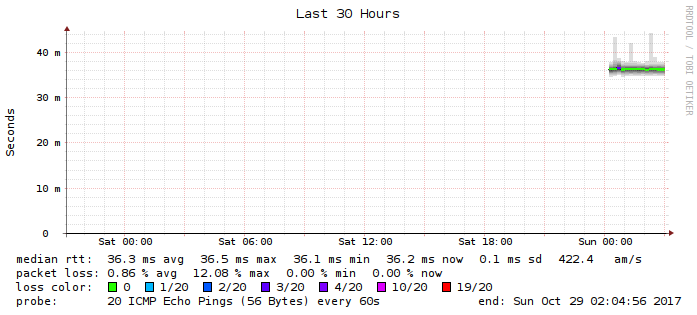 Last 30 Hours
RRDTOOL / TOBI OETIKER
Seconds
40 m
30 m
20 m
10 m
0
Sat 00:00 Sat 06:00 Sat 12:00 Sat 18:00 Sun 00:00
median rtt: 36.3 ms avg 36.5 ms max 36.1 ms min 36.2 ms now 0.1 ms sd 422.4 am/s
packet loss: 0.86 % avg 12.08 % max 0.00 % min 0.00 % now
loss color: 0 1/20 2/20 3/20 4/20 10/20 19/20
probe: 20 ICMP Echo Pings (56 Bytes) every 60s end: Sun Oct 29 02:04:56 2017